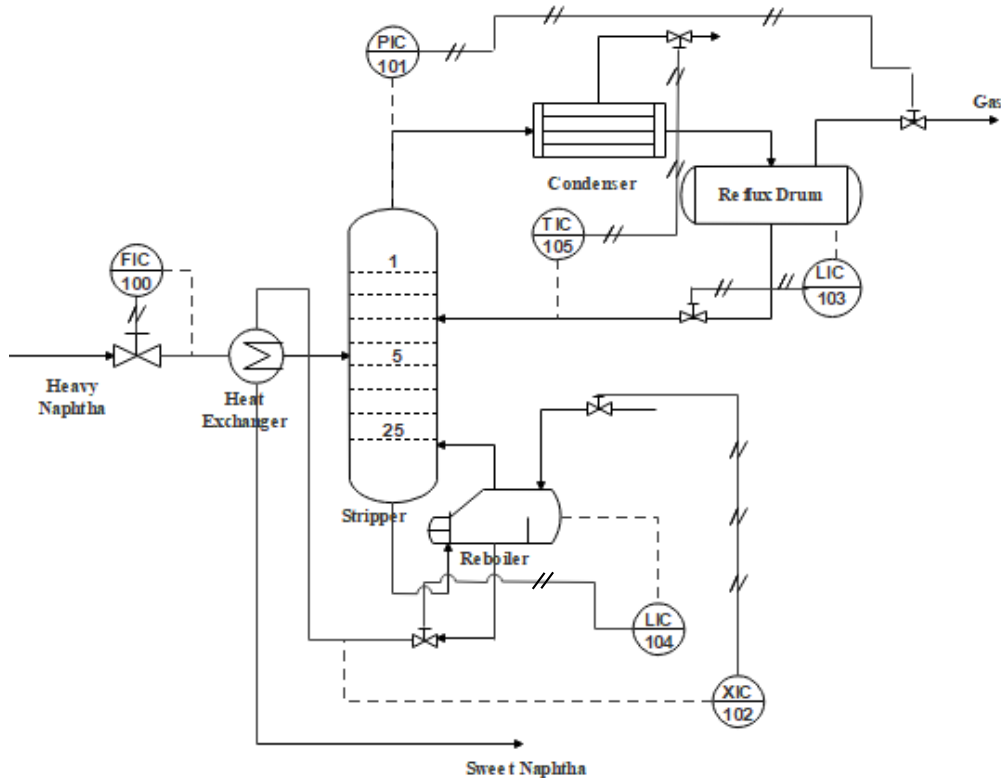 PIC
101
Gas
Condenser
Reflux Drum
TIC
105
FIC
100
1
LIC
103
5
Heavy
Naphtha
Heat
Exchanger
25
Stripper
Reboiler
LIC
104
XIC
102
Sweet Naphtha